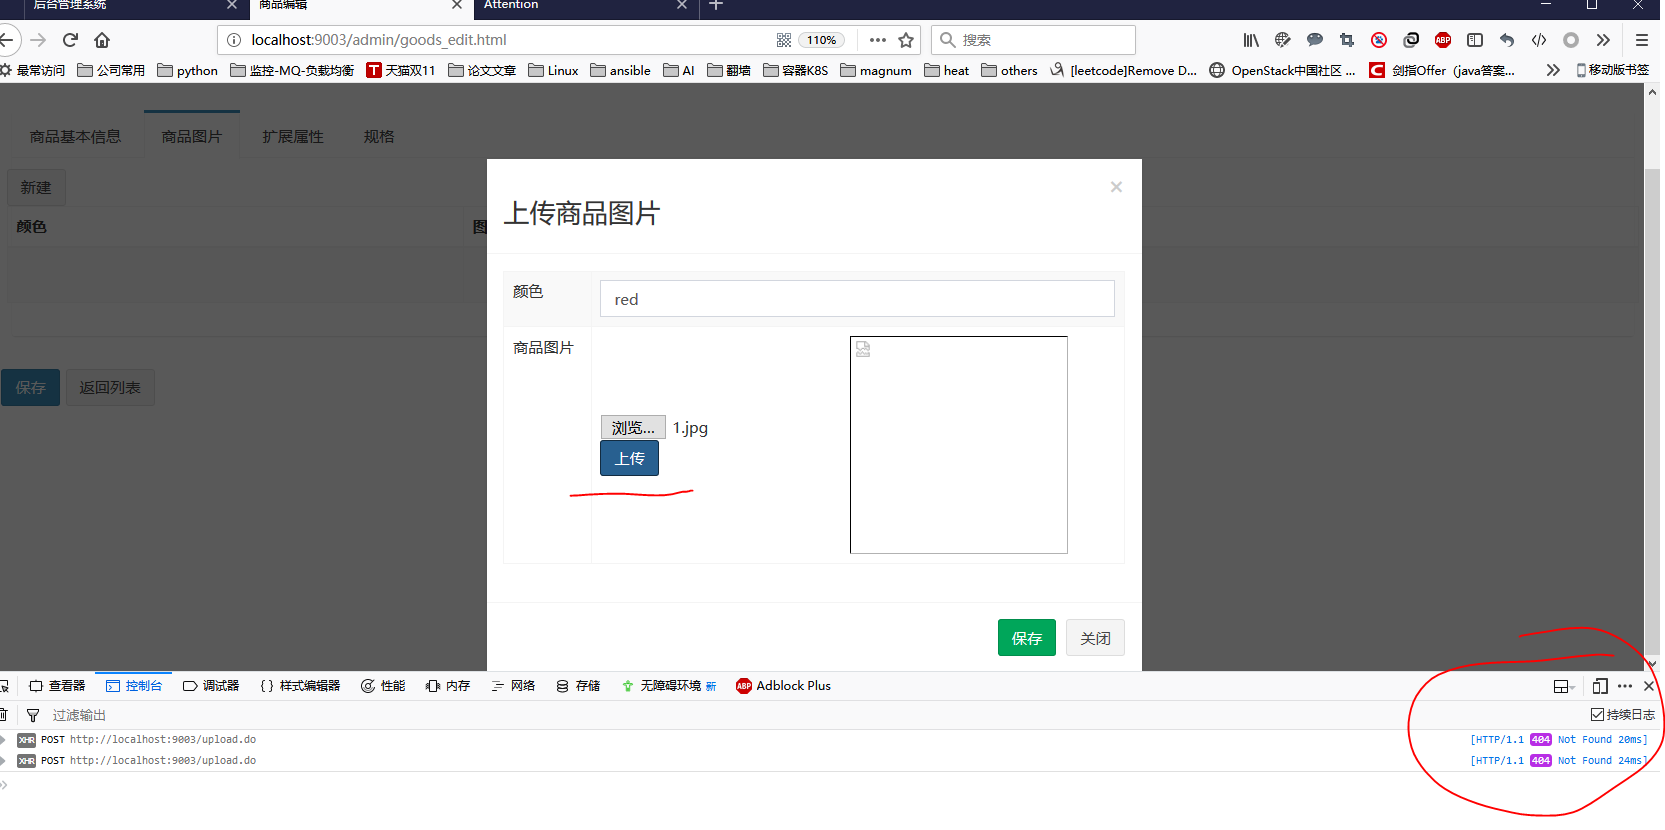 后台管理系统 商品编辑 Attention
localhost:9003/admin/goods_edit.html 110% 搜索 ABP
最常访问 公司常用 python 监控-MQ-负载均衡 T 天猫双11 论文文章 Linux ansible AI 翻墙 容器K8S magnum heat others [leetcode]Remove D... OpenStack中国社区 ... C 剑指Offer（java答案... 移动版书签
商品基本信息 商品图片 扩展属性 规格
新建
颜色 图
保存 返回列表
上传商品图片 ×
颜色 red
商品图片
浏览... 1.jpg
上传
保存 关闭
查看器 控制台 调试器 {} 样式编辑器 性能 内存 网络 存储 无障碍环境 新 ABP Adblock Plus
过滤输出 持续日志
XHR POST http://localhost:9003/upload.do [HTTP/1.1 404 Not Found 20ms]
XHR POST http://localhost:9003/upload.do [HTTP/1.1 404 Not Found 24ms]